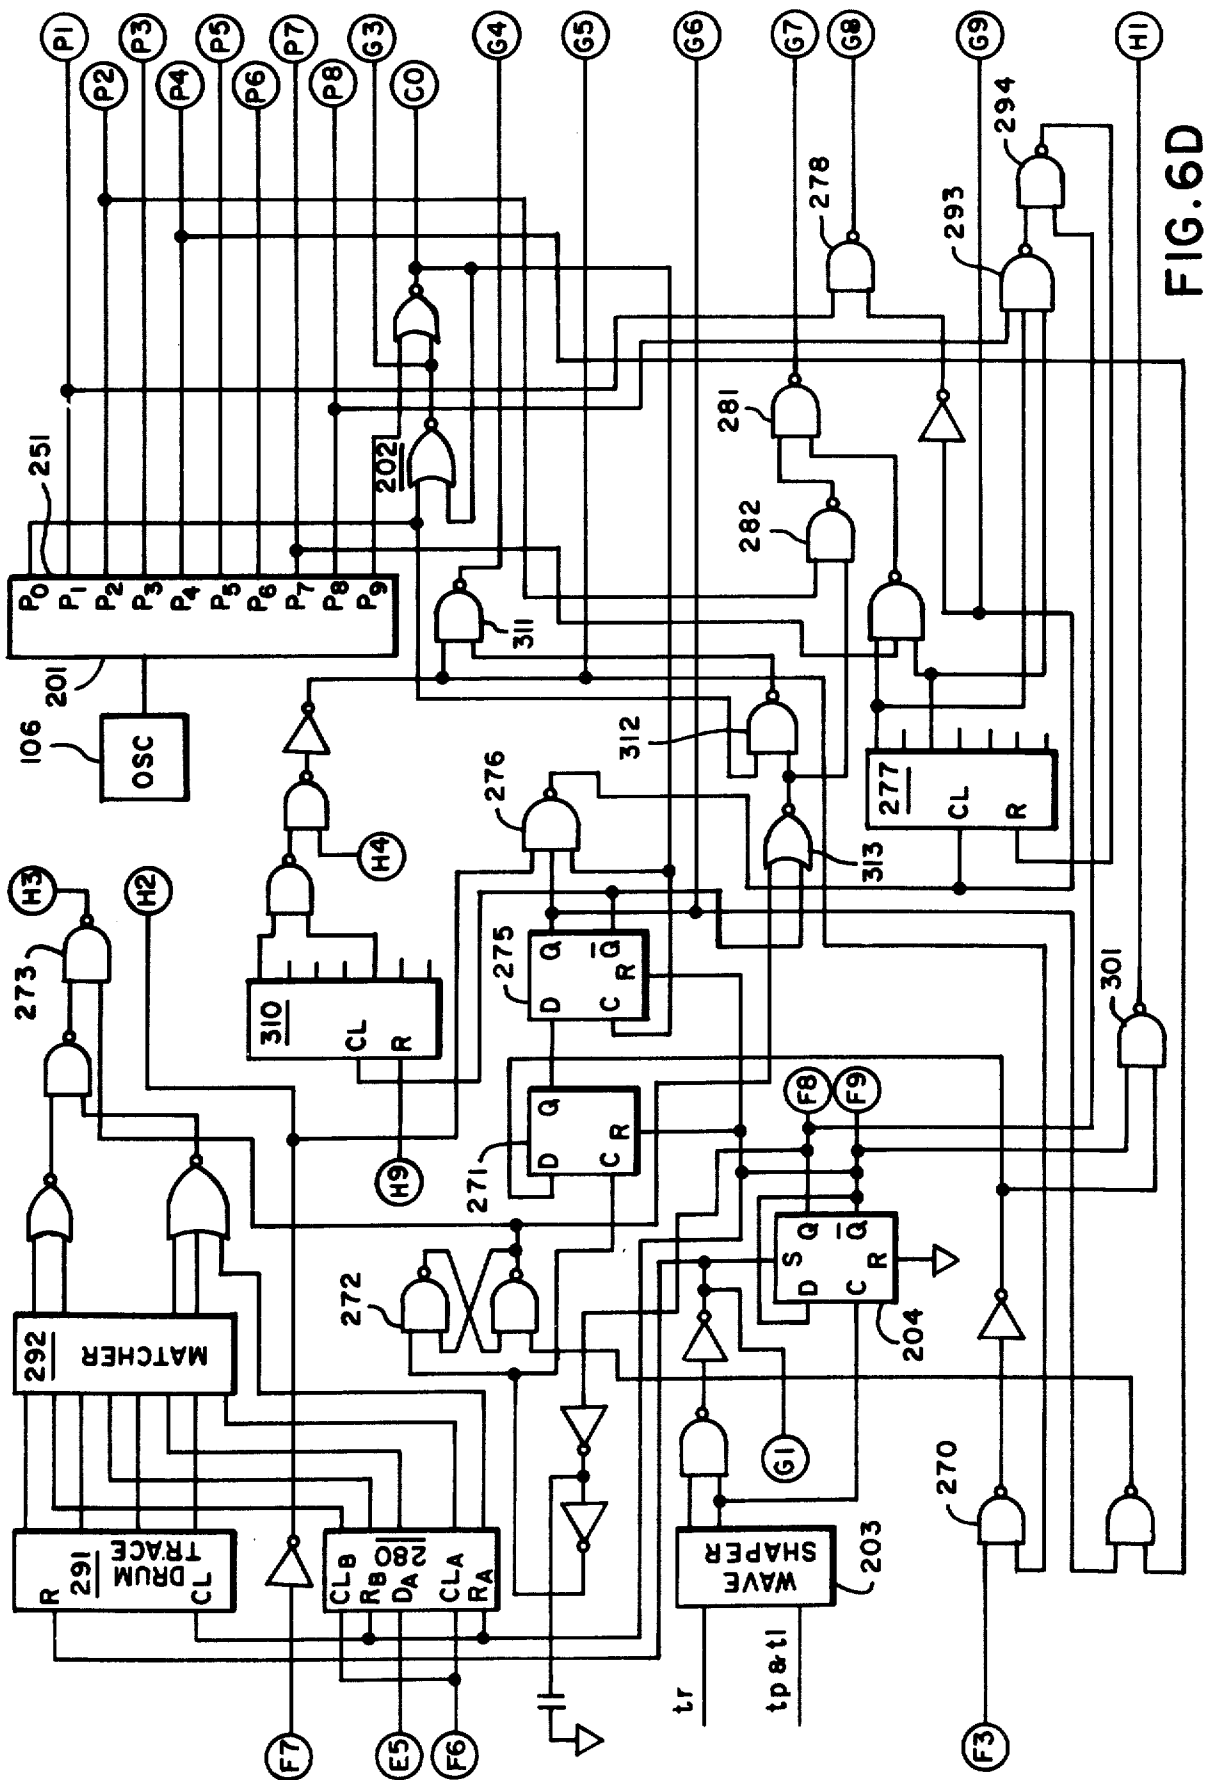 P1
P2
P3
P4
P5
P6
P7
P8
G3
C0
G4
G5
G6
G7
G8
G9
H1
251
P0
P1
P2
P3
P4
P5
P6
P7
P8
P9
201
106
OSC
202
278
294
293
281
282
311
312
276
313
277
CL
R
H3
H2
273
H4
310
CL
R
H9
275
D
Q
C
Q
R
271
D
Q
C
R
301
F8
F9
272
S
D
Q
C
Q
R
204
292
MATCHER
R
291
DRUM
TRACE
CL
CLB
RB
DA
280
CLA
RA
F7
E5
F6
G1
WAVE
SHAPER
203
tr
tp&tl
270
F3
FIG.6D